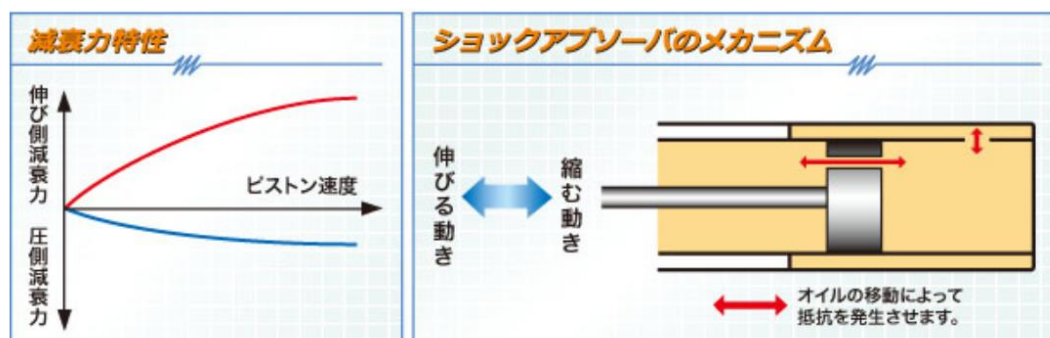 減衰力特性
伸び側減衰力
圧側減衰力
ピストン速度
ショックアブソーバのメカニズム
伸びる動き
縮む動き
オイルの移動によって
抵抗を発生させます。